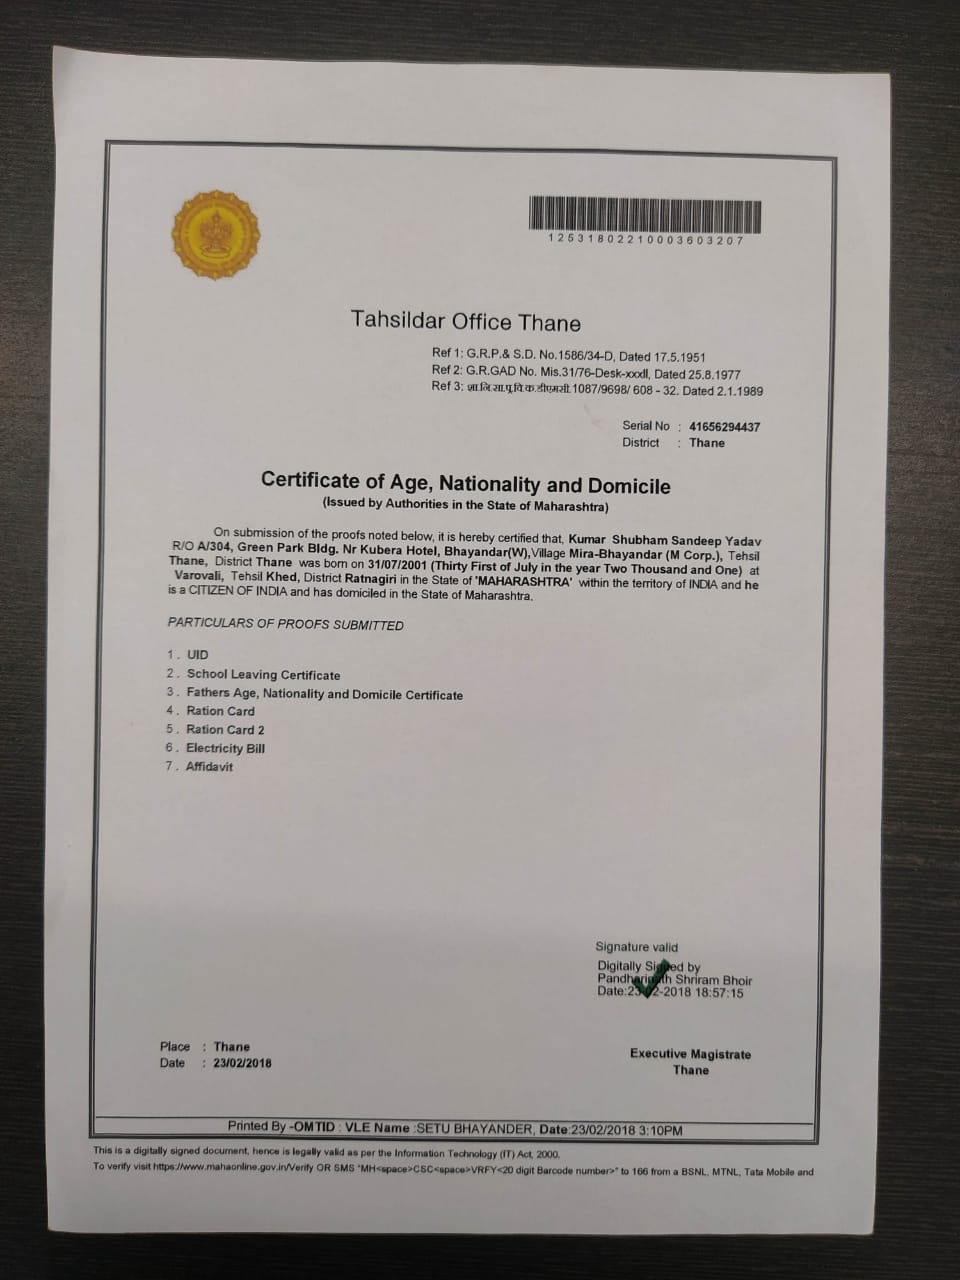 12531802210003603207
Tahsildar Office Thane
Ref 1: G.R.P.& S.D. No.1586/34-D, Dated 17.5.1951
Ref 2: G.R.GAD No. Mis.31/76-Desk-xxxII, Dated 25.8.1977
Ref 3: ज्ञा.जि.सा.पू.वि.क.डीएमसी.1087/9698/ 608 - 32. Dated 2.1.1989
Serial No : 41656294437
District : Thane
Certificate of Age, Nationality and Domicile
(Issued by Authorities in the State of Maharashtra)
On submission of the proofs noted below, it is hereby certified that, Kumar Shubham Sandeep Yadav
R/O A/304, Green Park Bldg. Nr Kubera Hotel, Bhayandar(W),Village Mira-Bhayandar (M Corp.), Tehsil
Thane, District Thane was born on 31/07/2001 (Thirty First of July in the year Two Thousand and One) at
Varovali, Tehsil Khed, District Ratnagiri in the State of 'MAHARASHTRA' within the territory of INDIA and he
is a CITIZEN OF INDIA and has domiciled in the State of Maharashtra.
PARTICULARS OF PROOFS SUBMITTED
1 . UID
2 . School Leaving Certificate
3 . Fathers Age, Nationality and Domicile Certificate
4 . Ration Card
5 . Ration Card 2
6 . Electricity Bill
7 . Affidavit
Signature valid
Digitally Signed by
Pandharinath Shriram Bhoir
Date:23-02-2018 18:57:15
Place : Thane
Date : 23/02/2018
Executive Magistrate
Thane
Printed By -OMTID : VLE Name :SETU BHAYANDER, Date:23/02/2018 3:10PM
This is a digitally signed document, hence is legally valid as per the Information Technology (IT) Act, 2000.
To verify visit https://www.mahaonline.gov.in/Verify OR SMS "MH<space>CSC<space>VRFY<20 digit Barcode number>" to 166 from a BSNL, MTNL, Tata Mobile and